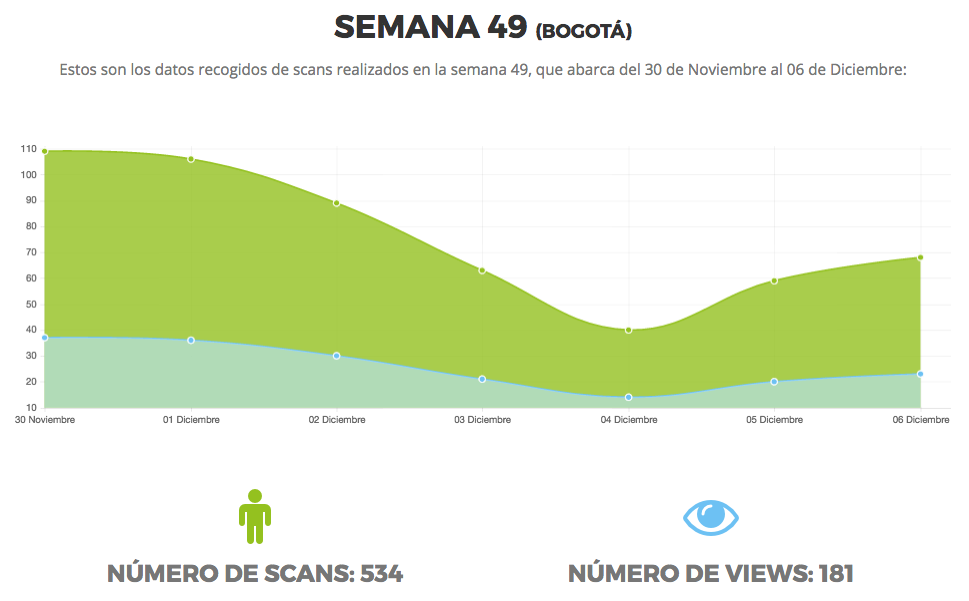 SEMANA 49 (BOGOTÁ)
Estos son los datos recogidos de scans realizados en la semana 49, que abarca del 30 de Noviembre al 06 de Diciembre:
110
100
90
80
70
60
50
40
30
20
10
30 Noviembre 01 Diciembre 02 Diciembre 03 Diciembre 04 Diciembre 05 Diciembre 06 Diciembre
NÚMERO DE SCANS: 534 NÚMERO DE VIEWS: 181